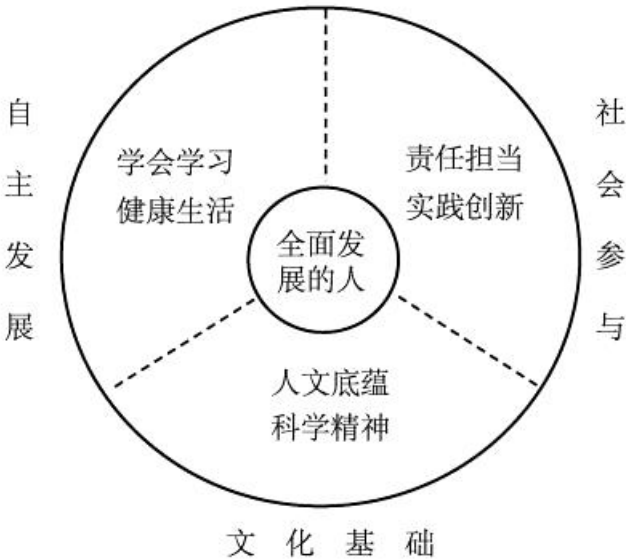 自主发展
学会学习
健康生活
社会参与
责任担当
实践创新
全面发
展的人
人文底蕴
科学精神
文化基础